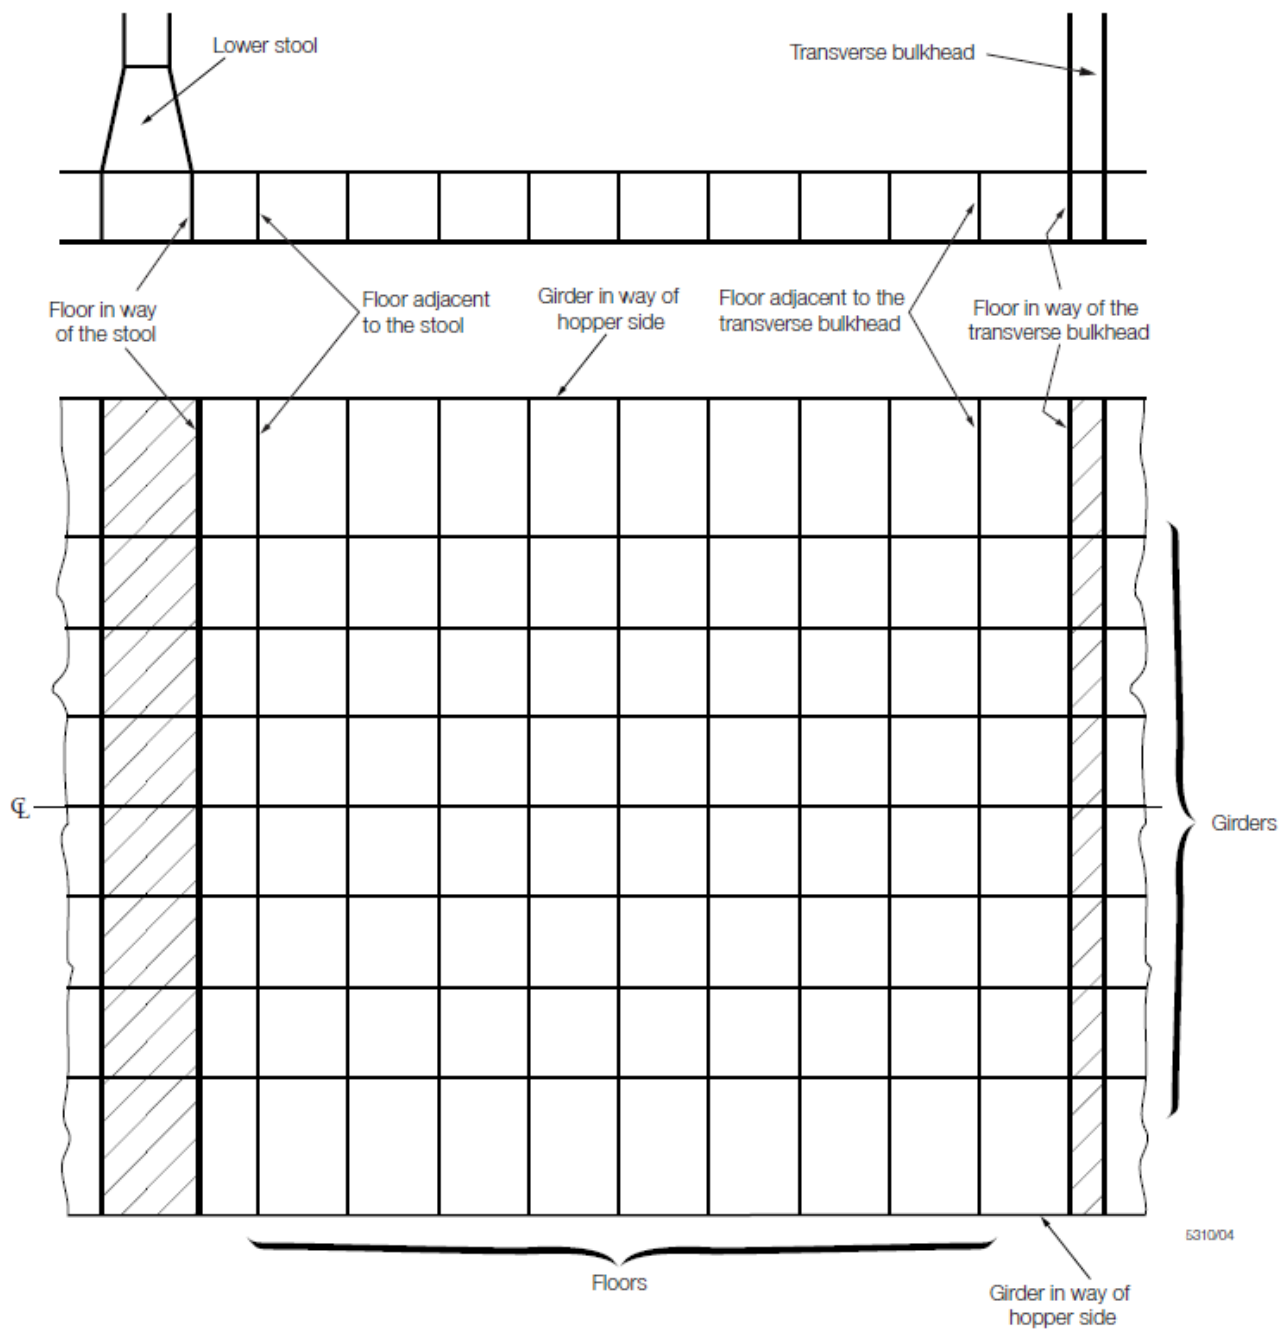 Lower stool
Transverse bulkhead
Floor in way
of the stool
Floor adjacent
to the stool
Girder in way of
hopper side
Floor adjacent to the
transverse bulkhead
Floor in way of the
transverse bulkhead
℄
Girders
Floors
5310/04
Girder in way of
hopper side